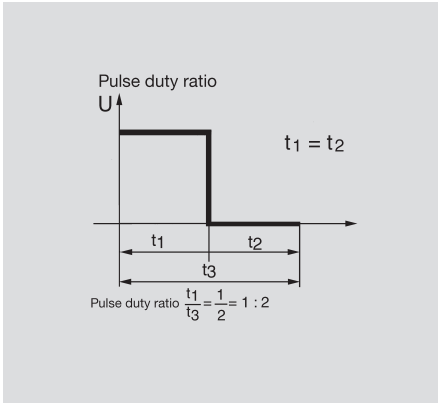 Pulse duty ratio
U
t1 = t2
t1
t2
t3
Pulse duty ratio t1/t3 = 1/2 = 1 : 2